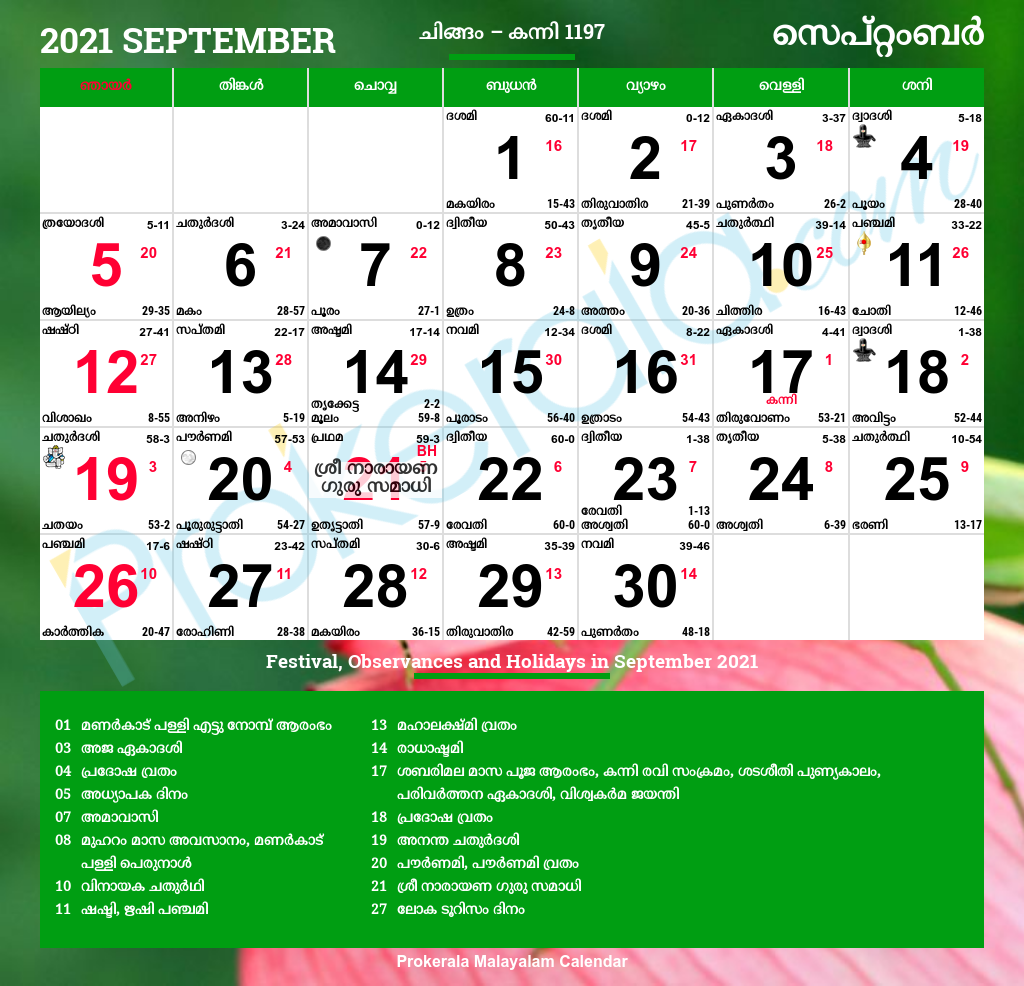 2021 SEPTEMBER
ചിങ്ങം – കന്നി 1197
സെപ്റ്റംബർ
ഞായർ തിങ്കൾ ചൊവ്വ ബുധൻ വ്യാഴം വെള്ളി ശനി
ദശമി 60-11 ദശമി 0-12 ഏകാദശി 3-37 ദ്വാദശി 5-18
1 16 2 17 3 18 4 19
മകയിരം 15-43 തിരുവാതിര 21-39 പുണർതം 26-2 പൂയം 28-40
ത്രയോദശി 5-11 ചതുർദശി 3-24 അമാവാസി 0-12 ദ്വിതീയ 50-43 തൃതീയ 45-5 ചതുർത്ഥി 39-14 പഞ്ചമി 33-22
5 20 6 21 7 22 8 23 9 24 10 25 11 26
ആയില്യം 29-35 മകം 28-57 പൂരം 27-1 ഉത്രം 24-8 അത്തം 20-36 ചിത്തിര 16-43 ചോതി 12-46
ഷഷ്ഠി 27-41 സപ്തമി 22-17 അഷ്ടമി 17-14 നവമി 12-34 ദശമി 8-22 ഏകാദശി 4-41 ദ്വാദശി 1-38
12 27 13 28 14 29 15 30 16 31 17 1 18 2
തൃക്കേട്ട 2-2 കന്നി
വിശാഖം 8-55 അനിഴം 5-19 മൂലം 59-8 പൂരാടം 56-40 ഉത്രാടം 54-43 തിരുവോണം 53-21 അവിട്ടം 52-44
ചതുർദശി 58-3 പൗർണമി 57-53 പ്രഥമ 59-3 ദ്വിതീയ 60-0 ദ്വിതീയ 1-38 തൃതീയ 5-38 ചതുർത്ഥി 10-54
BH
19 3 20 4 21 22 6 23 7 24 8 25 9
ശ്രീ നാരായണ
ഗുരു സമാധി
രേവതി 1-13
ചതയം 53-2 പൂരുരുട്ടാതി 54-27 ഉതൃട്ടാതി 57-9 രേവതി 60-0 അശ്വതി 60-0 അശ്വതി 6-39 ഭരണി 13-17
പഞ്ചമി 17-6 ഷഷ്ഠി 23-42 സപ്തമി 30-6 അഷ്ടമി 35-39 നവമി 39-46
26 10 27 11 28 12 29 13 30 14
കാർത്തിക 20-47 രോഹിണി 28-38 മകയിരം 36-15 തിരുവാതിര 42-59 പുണർതം 48-18
Prokerala.com
Festival, Observances and Holidays in September 2021
01 മണർകാട് പള്ളി എട്ടു നോമ്പ് ആരംഭം
03 അജ ഏകാദശി
04 പ്രദോഷ വ്രതം
05 അധ്യാപക ദിനം
07 അമാവാസി
08 മുഹറം മാസ അവസാനം, മണർകാട്
പള്ളി പെരുനാൾ
10 വിനായക ചതുർഥി
11 ഷഷ്ടി, ഋഷി പഞ്ചമി
13 മഹാലക്ഷ്മി വ്രതം
14 രാധാഷ്ടമി
17 ശബരിമല മാസ പൂജ ആരംഭം, കന്നി രവി സംക്രമം, ശടശീതി പുണ്യകാലം,
പരിവർത്തന ഏകാദശി, വിശ്വകർമ ജയന്തി
18 പ്രദോഷ വ്രതം
19 അനന്ത ചതുർദശി
20 പൗർണമി, പൗർണമി വ്രതം
21 ശ്രീ നാരായണ ഗുരു സമാധി
27 ലോക ടൂറിസം ദിനം
Prokerala Malayalam Calendar